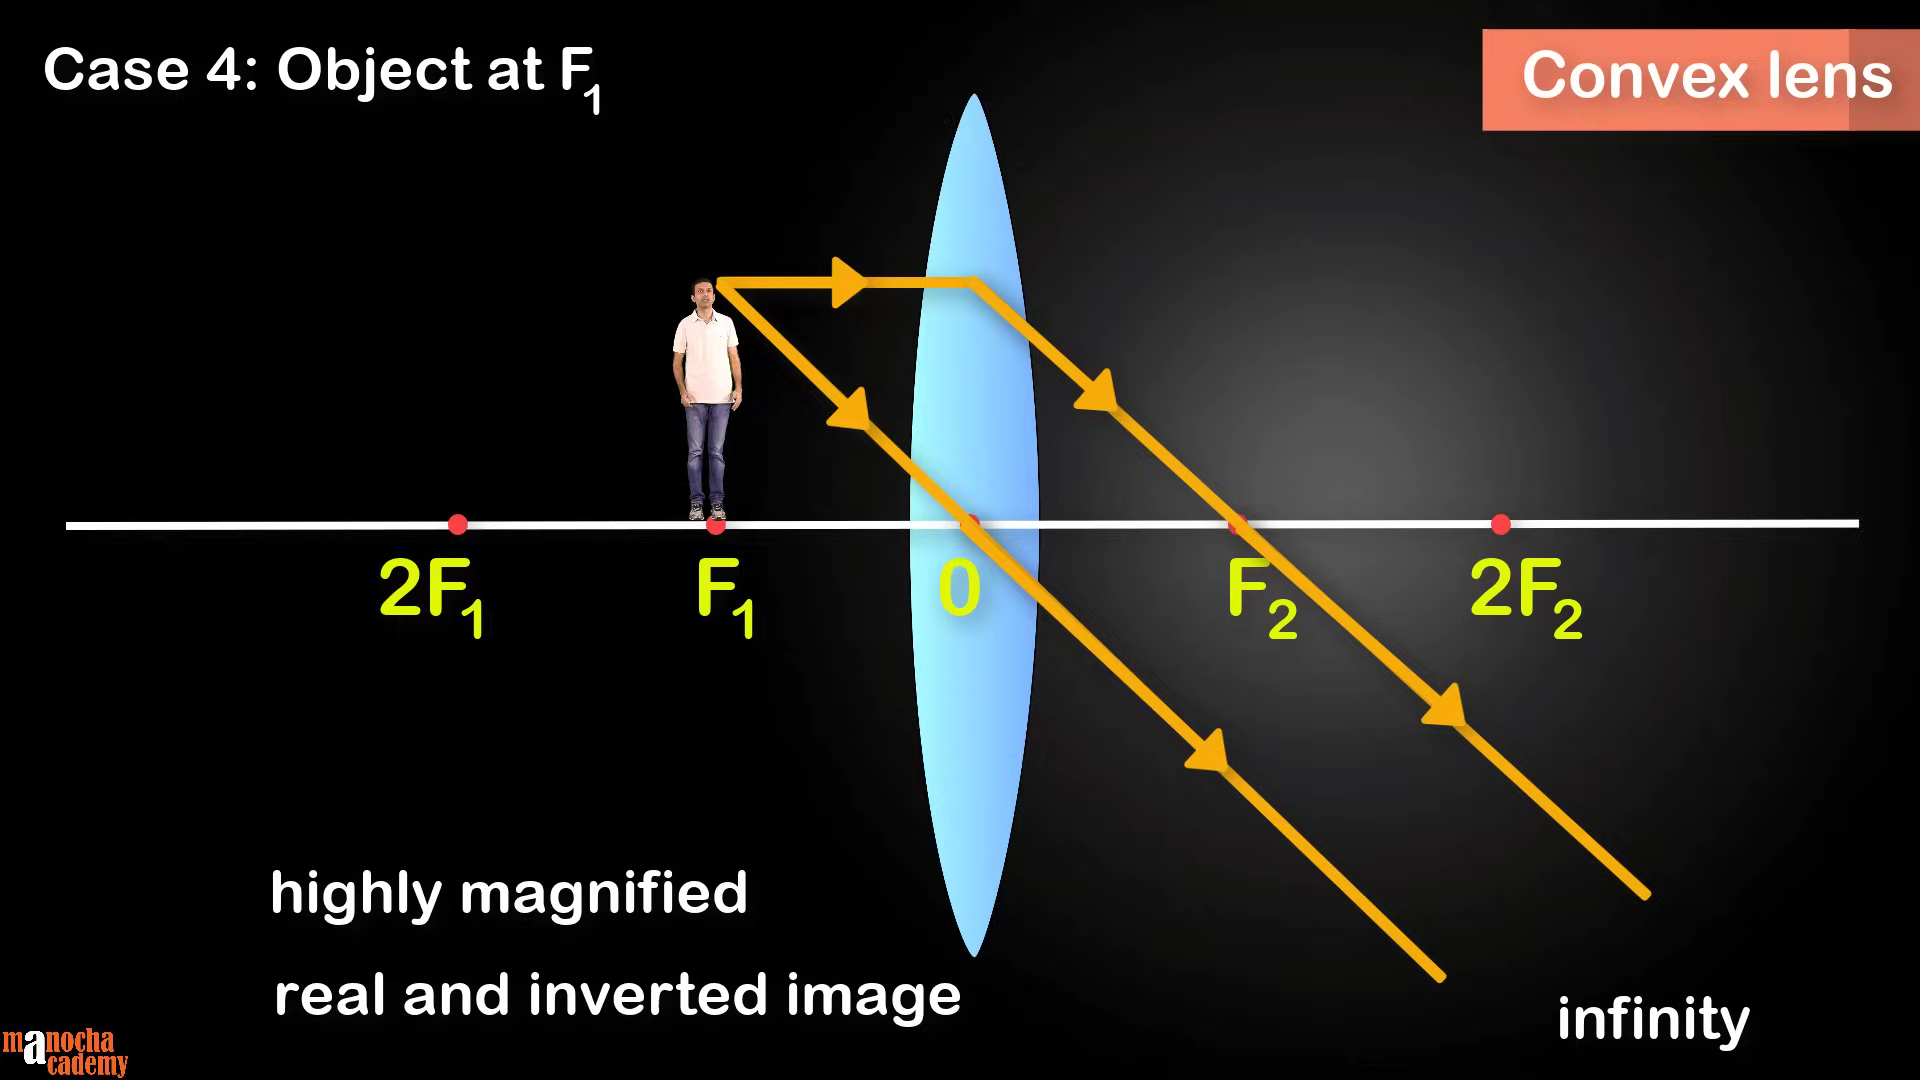 Case 4: Object at F₁
Convex lens
2F₁ F₁ 0 F₂ 2F₂
highly magnified
real and inverted image
infinity
manocha
academy